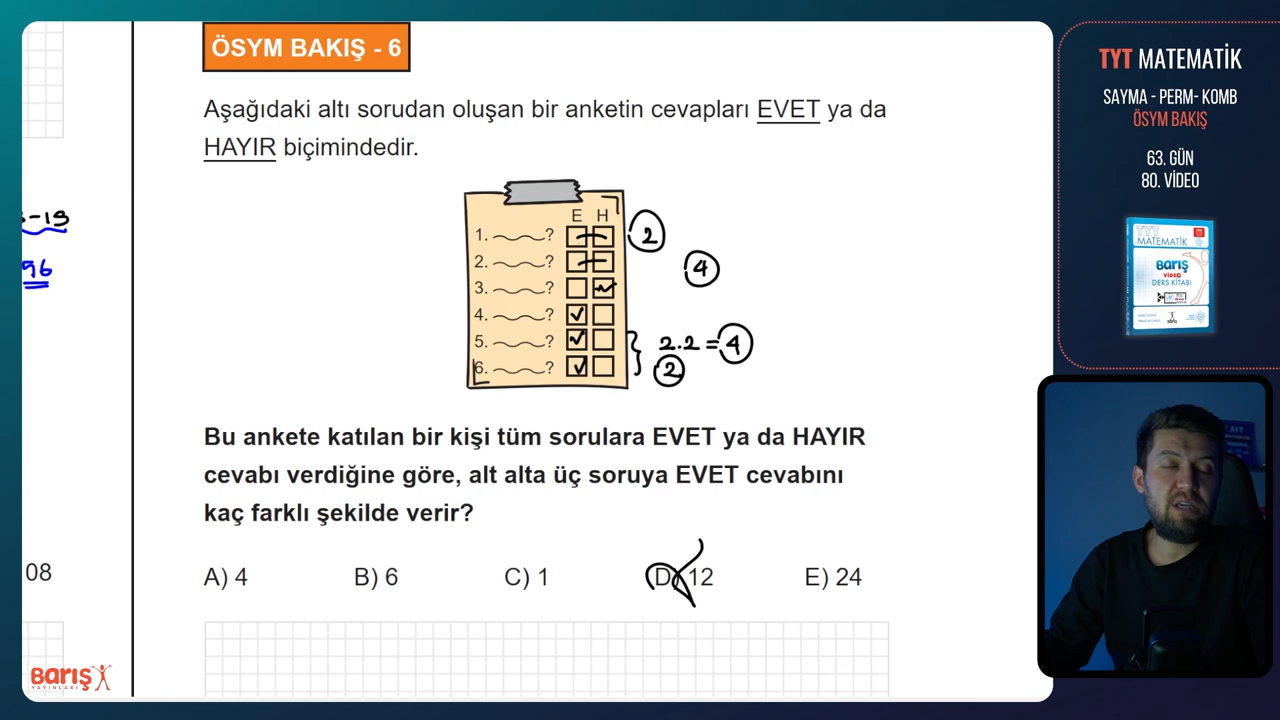 ÖSYM BAKIŞ - 6
Aşağıdaki altı sorudan oluşan bir anketin cevapları EVET ya da
HAYIR biçimindedir.
-19
96
08
E H
1. ?
2. ?
3. ?
4. ?
5. ?
6. ?
2
4
2.2 = 4
2
Bu ankete katılan bir kişi tüm sorulara EVET ya da HAYIR
cevabı verdiğine göre, alt alta üç soruya EVET cevabını
kaç farklı şekilde verir?
A) 4 B) 6 C) 1 D) 12 E) 24
BARIŞ
YAYINLARI
TYT MATEMATİK
SAYMA - PERM- KOMB
ÖSYM BAKIŞ
63. GÜN
80. VİDEO
TYT
MATEMATİK
BARIŞ
VİDEO
DERS KİTABI